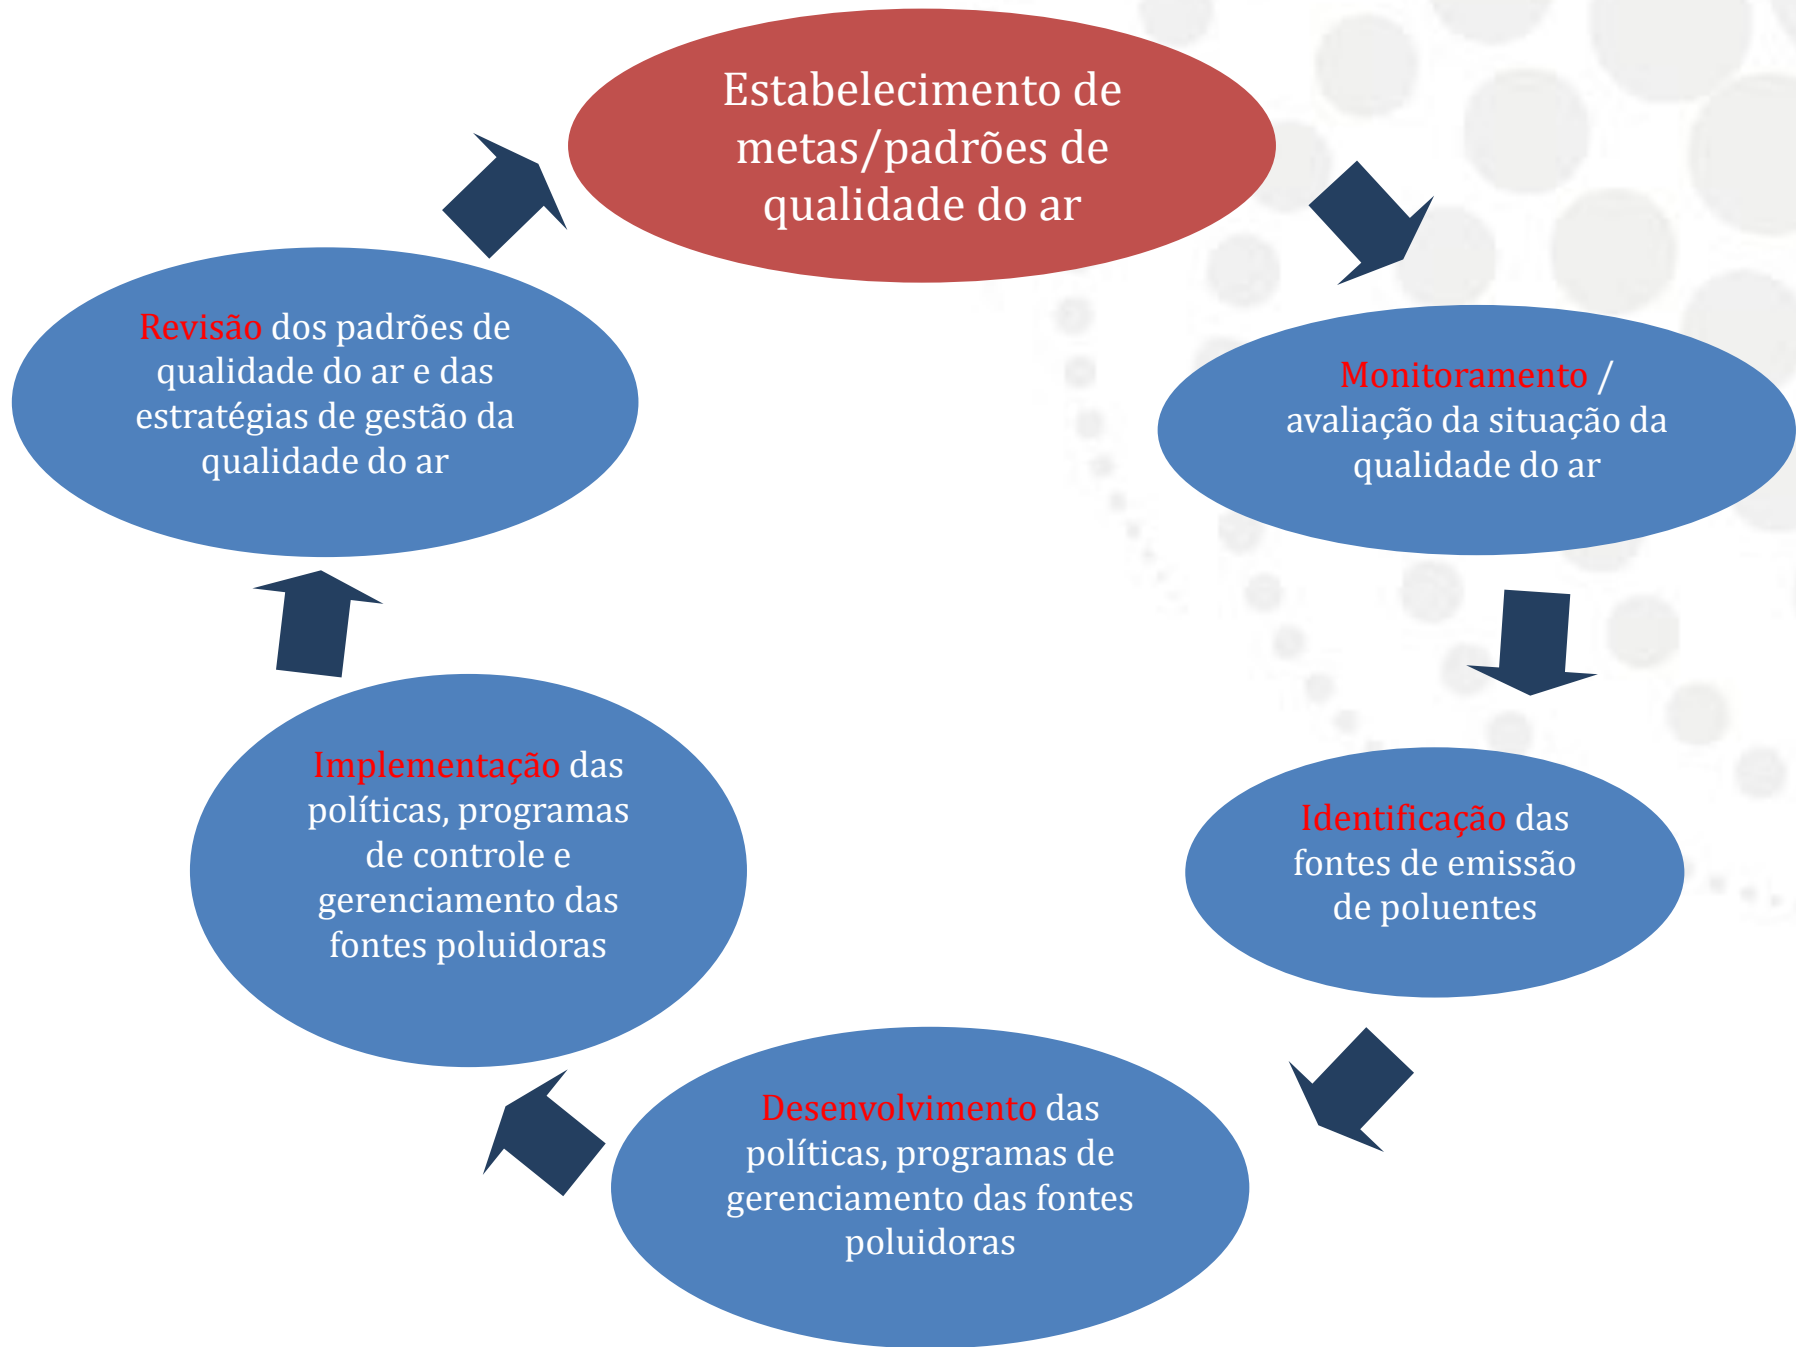 Estabelecimento de
metas/padrões de
qualidade do ar
Monitoramento /
avaliação da situação da
qualidade do ar
Identificação das
fontes de emissão
de poluentes
Desenvolvimento das
políticas, programas de
gerenciamento das fontes
poluidoras
Implementação das
políticas, programas
de controle e
gerenciamento das
fontes poluidoras
Revisão dos padrões de
qualidade do ar e das
estratégias de gestão da
qualidade do ar